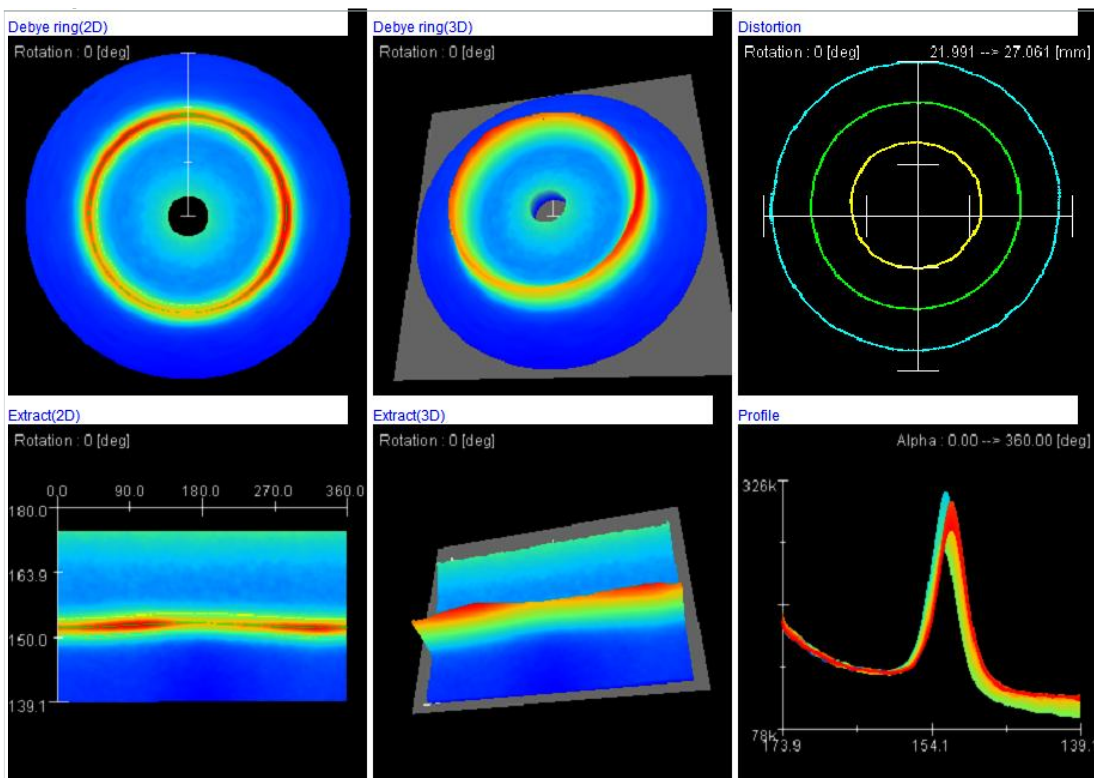 Debye ring(2D)
Rotation : 0 [deg]
Debye ring(3D)
Rotation : 0 [deg]
Distortion
Rotation : 0 [deg]
21.991 --> 27.061 [mm]
Extract(2D)
Rotation : 0 [deg]
0.0 90.0 180.0 270.0 360.0
180.0
163.9
150.0
139.1
Extract(3D)
Rotation : 0 [deg]
Profile
Alpha : 0.00 --> 360.00 [deg]
326k
78k
173.9 154.1 139.1